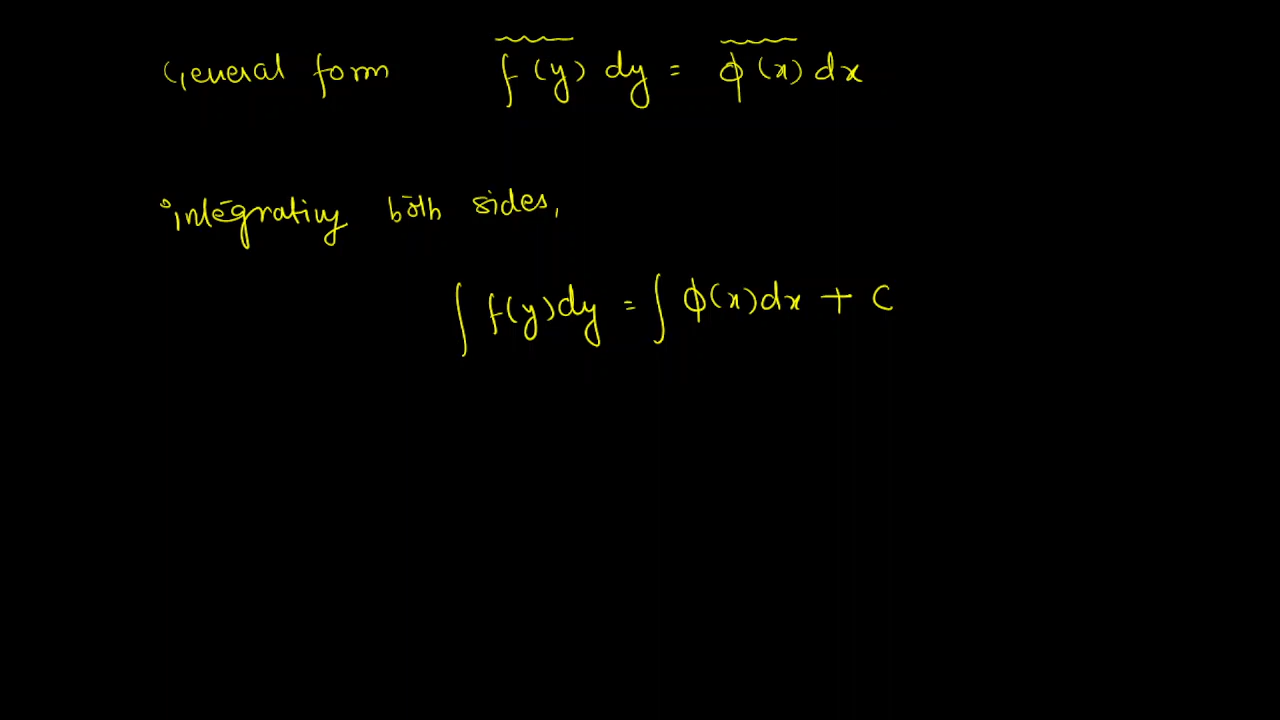 General form f(y) dy = ϕ(x) dx
integrating both sides,
∫ f(y)dy = ∫ ϕ(x)dx + C